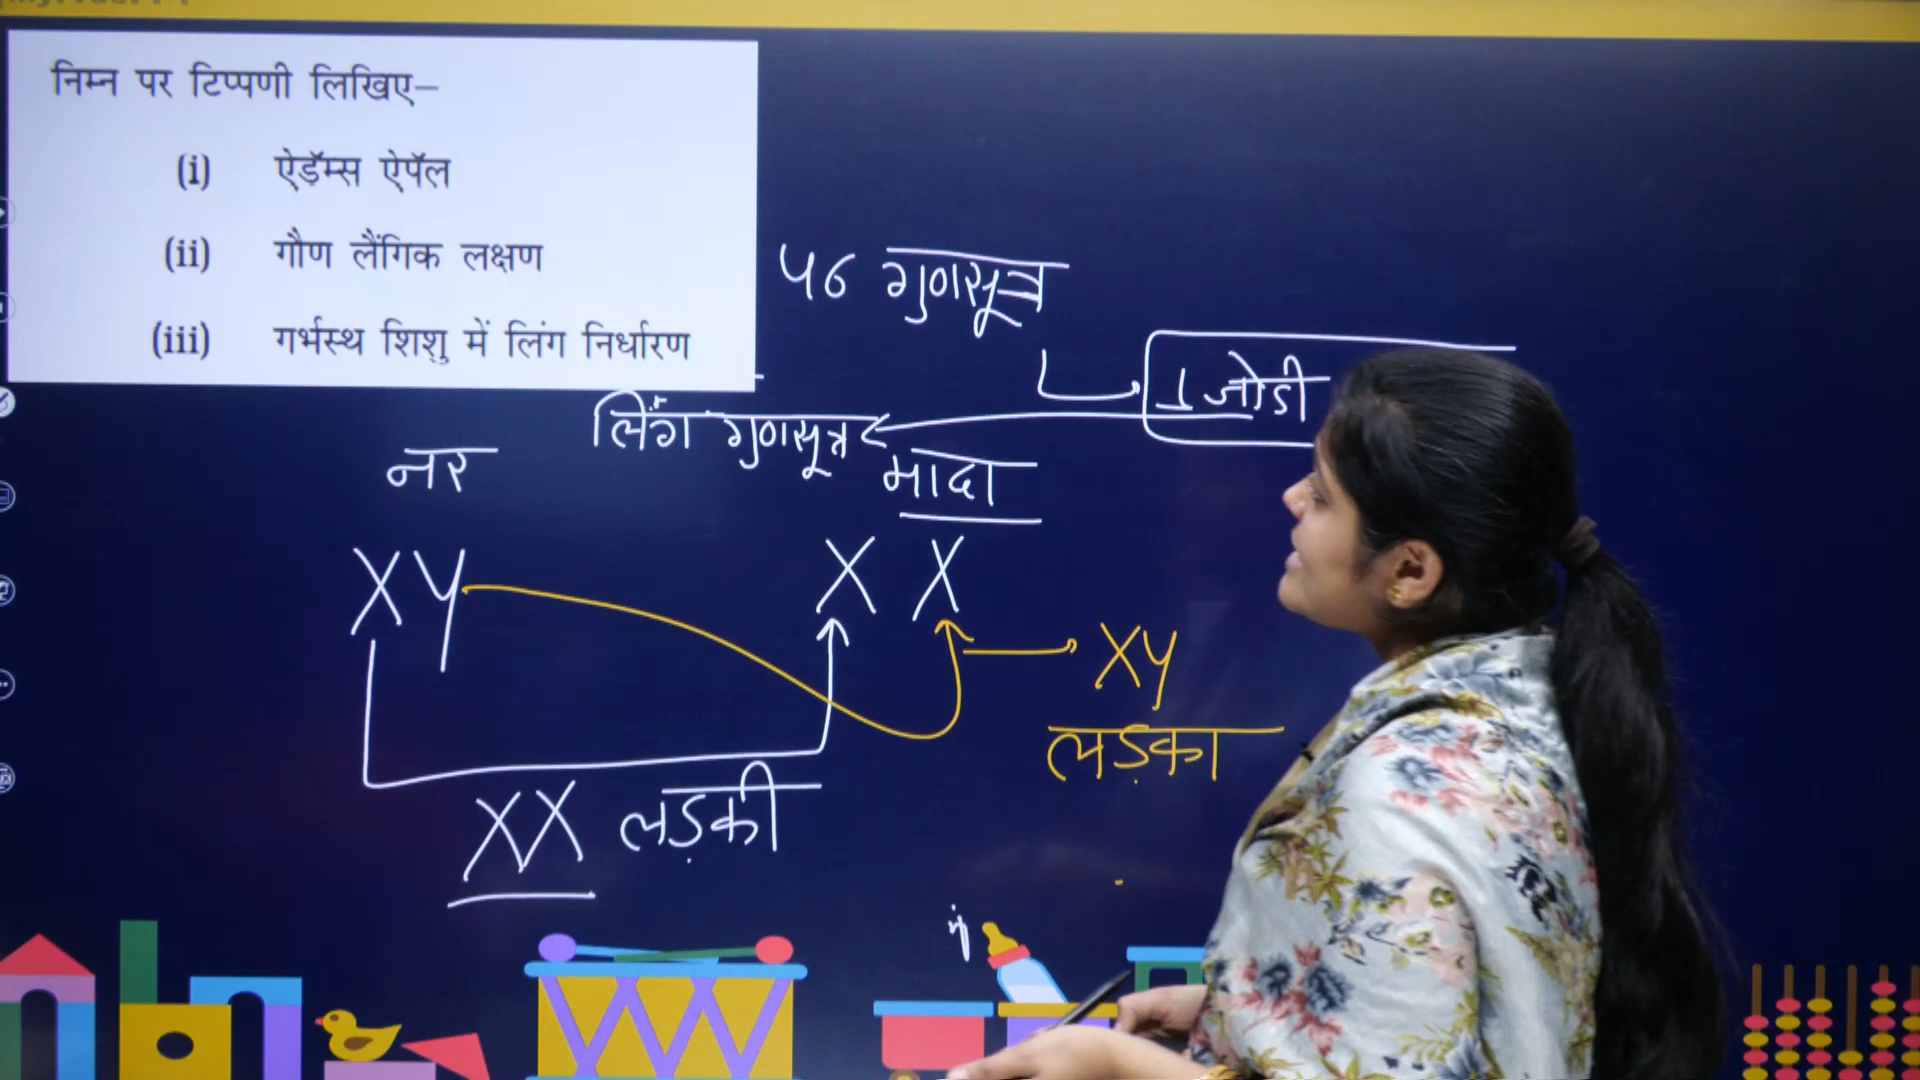 निम्न पर टिप्पणी लिखिए–
(i) ऐडॅम्स ऐपॅल
(ii) गौण लैंगिक लक्षण
(iii) गर्भस्थ शिशु में लिंग निर्धारण
46 गुणसूत्र
1 जोडी
लिंग गुणसूत्र
नर
मादा
XY
X X
XY
लड़का
XX लड़की